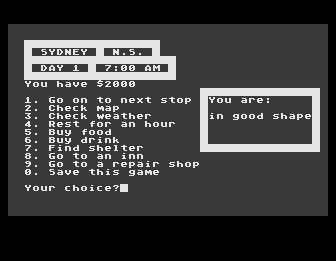 SYDNEY N.S.
DAY 1 7:00 AM
You have $2000
1. Go on to next stop
2. Check map
3. Check weather
4. Rest for an hour
5. Buy food
6. Buy drink
7. Find shelter
8. Go to an inn
9. Go to a repair shop
0. Save this game
You are:
in good shape
Your choice?